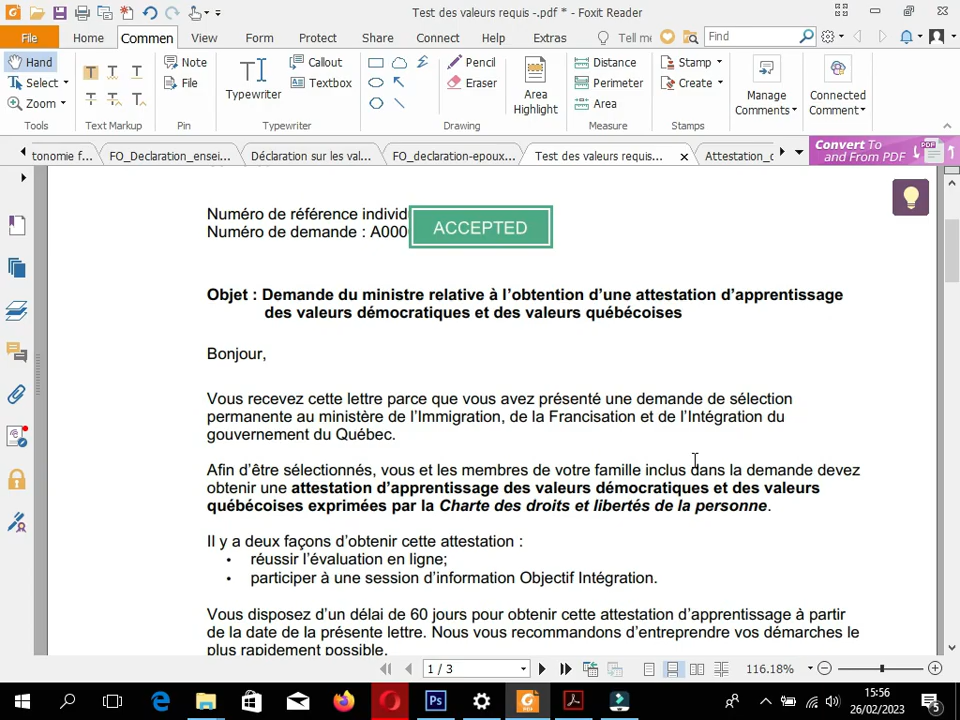 Test des valeurs requis -.pdf * - Foxit Reader
File Home Commen View Form Protect Share Connect Help Extras Tell me Find
Hand
Select
Zoom
Tools
Text Markup
Note
File
Pin
Typewriter
Callout
Textbox
Typewriter
Pencil
Eraser
Area
Highlight
Drawing
Distance
Perimeter
Area
Measure
Stamp
Create
Stamps
Manage
Comments
Connected
Comment
tonomie f... FO_Declaration_ensei... Déclaration sur les val... FO_declaration-epoux... Test des valeurs requis...
Convert To
and From PDF
PDF
Numéro de référence individ
ACCEPTED
Numéro de demande : A000
Objet : Demande du ministre relative à l’obtention d’une attestation d’apprentissage
des valeurs démocratiques et des valeurs québécoises
Bonjour,
Vous recevez cette lettre parce que vous avez présenté une demande de sélection
permanente au ministère de l’Immigration, de la Francisation et de l’Intégration du
gouvernement du Québec.
Afin d’être sélectionnés, vous et les membres de votre famille inclus dans la demande devez
obtenir une attestation d’apprentissage des valeurs démocratiques et des valeurs
québécoises exprimées par la Charte des droits et libertés de la personne.
Il y a deux façons d’obtenir cette attestation :
• réussir l’évaluation en ligne;
• participer à une session d’information Objectif Intégration.
Vous disposez d’un délai de 60 jours pour obtenir cette attestation d’apprentissage à partir
de la date de la présente lettre. Nous vous recommandons d’entreprendre vos démarches le
plus rapidement possible.
1 / 3
116.18%
15:56
26/02/2023
5